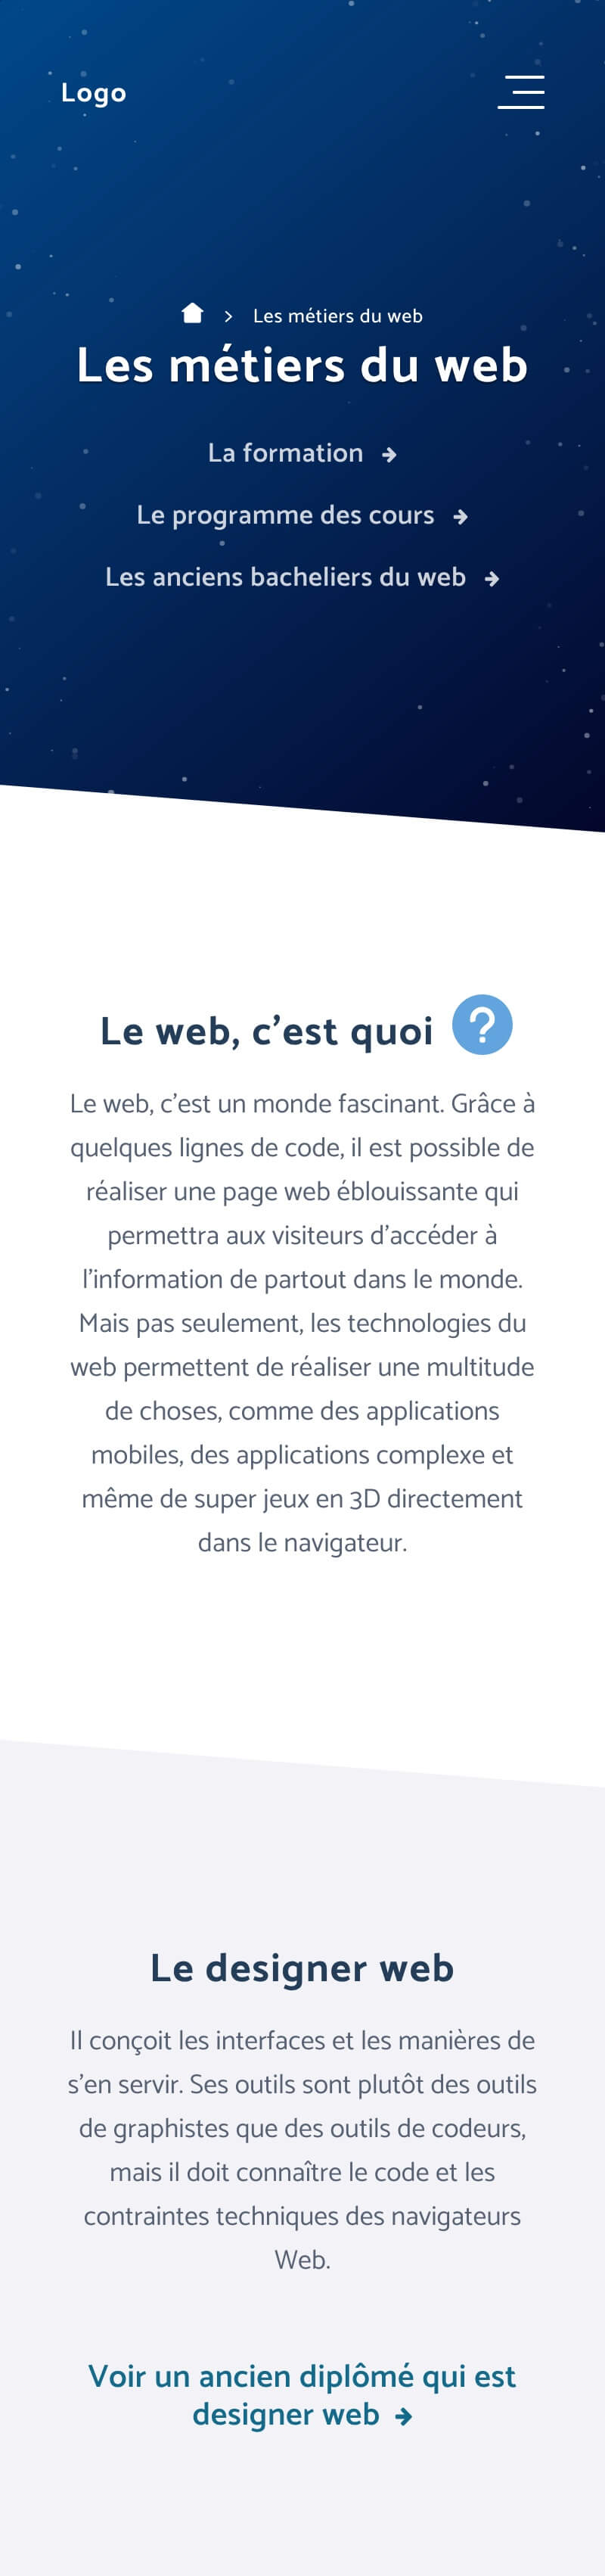 Logo
> Les métiers du web
Les métiers du web
La formation →
Le programme des cours →
Les anciens bacheliers du web →
Le web, c’est quoi ?
Le web, c’est un monde fascinant. Grâce à
quelques lignes de code, il est possible de
réaliser une page web éblouissante qui
permettra aux visiteurs d’accéder à
l’information de partout dans le monde.
Mais pas seulement, les technologies du
web permettent de réaliser une multitude
de choses, comme des applications
mobiles, des applications complexe et
même de super jeux en 3D directement
dans le navigateur.
Le designer web
Il conçoit les interfaces et les manières de
s’en servir. Ses outils sont plutôt des outils
de graphistes que des outils de codeurs,
mais il doit connaître le code et les
contraintes techniques des navigateurs
Web.
Voir un ancien diplômé qui est
designer web →